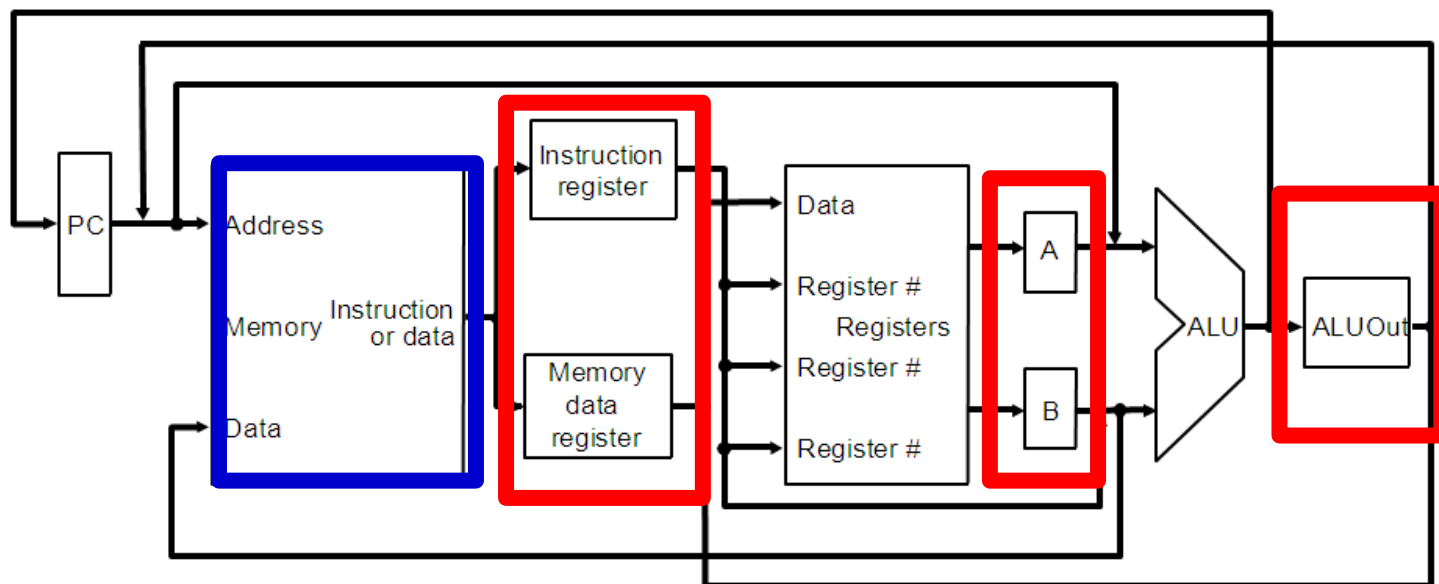 PC
Address
Memory
Data
Instruction
or data
Instruction
register
Memory
data
register
Data
Register #
Registers
Register #
Register #
A
B
ALU
ALUOut